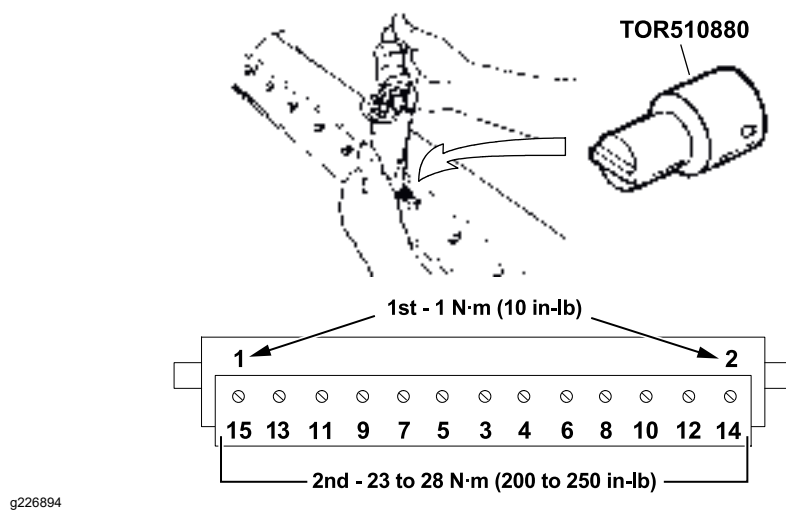 TOR510880
1st - 1 N·m (10 in-lb)
1 2
15 13 11 9 7 5 3 4 6 8 10 12 14
2nd - 23 to 28 N·m (200 to 250 in-lb)
g226894